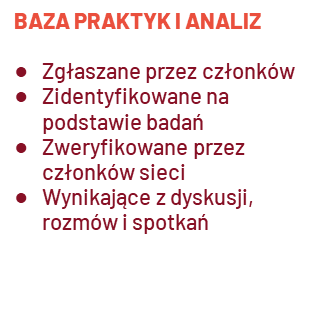 BAZA PRAKTYK I ANALIZ
● Zgłaszane przez członków
● Zidentyfikowane na
podstawie badań
● Zweryfikowane przez
członków sieci
● Wynikające z dyskusji,
rozmów i spotkań